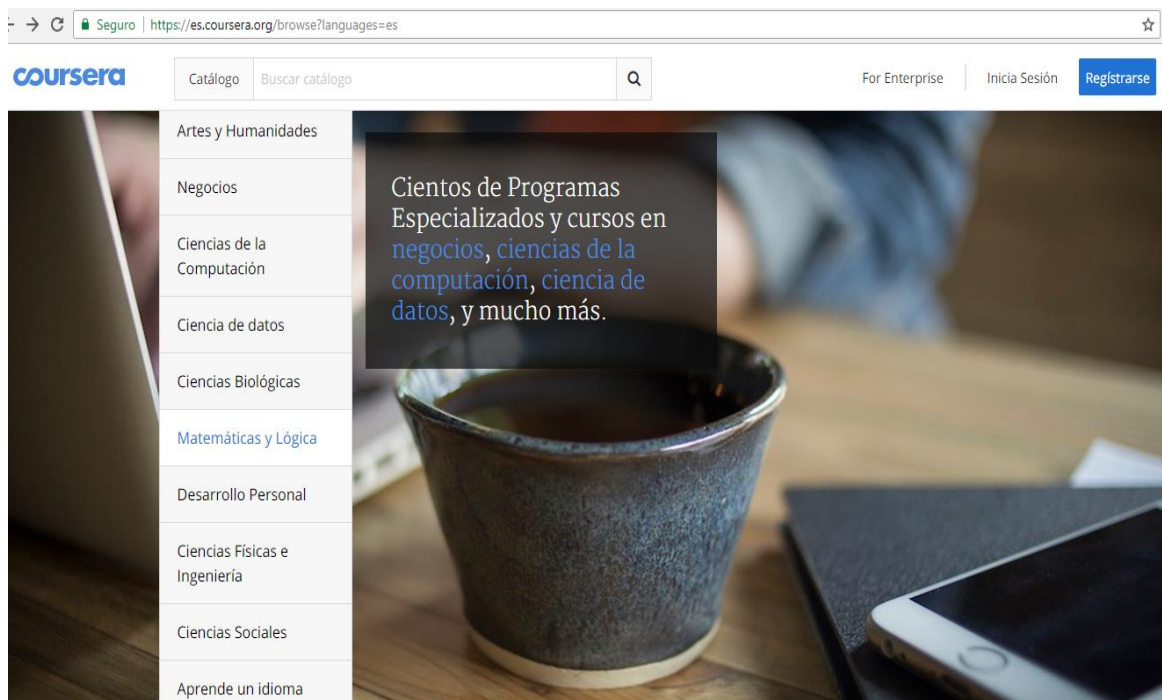 Seguro | https://es.coursera.org/browse?languages=es
coursera
Catálogo
Buscar catálogo
For Enterprise
Inicia Sesión
Regístrarse
Artes y Humanidades
Negocios
Ciencias de la
Computación
Ciencia de datos
Ciencias Biológicas
Matemáticas y Lógica
Desarrollo Personal
Ciencias Físicas e
Ingeniería
Ciencias Sociales
Aprende un idioma
Cientos de Programas
Especializados y cursos en
negocios, ciencias de la
computación, ciencia de
datos, y mucho más.